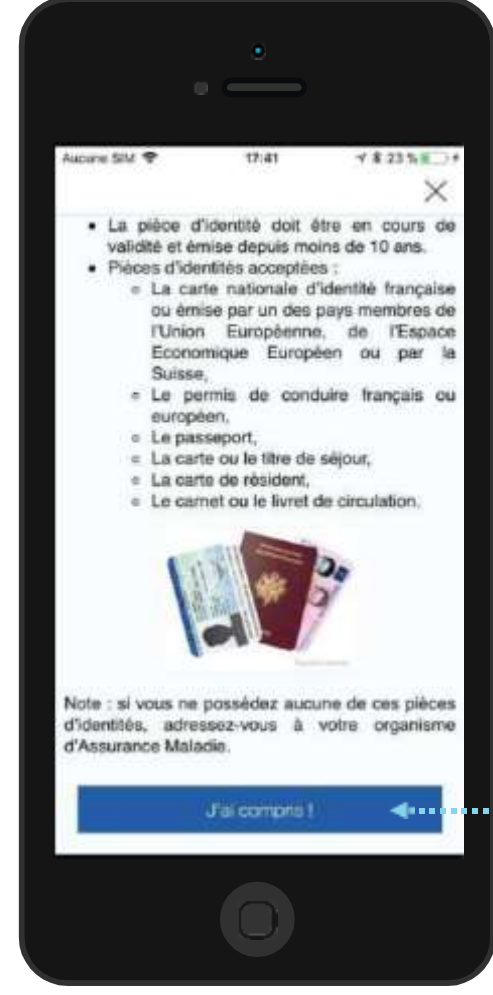 Aucune SIM 17:41 23 %
• La pièce d'identité doit être en cours de
validité et émise depuis moins de 10 ans.
• Pièces d'identités acceptées :
○ La carte nationale d'identité française
ou émise par un des pays membres de
l'Union Européenne, de l'Espace
Economique Européen ou par la
Suisse,
○ Le permis de conduire français ou
européen,
○ Le passeport,
○ La carte ou le titre de séjour,
○ La carte de résident,
○ Le carnet ou le livret de circulation.
Note : si vous ne possédez aucune de ces pièces
d'identités, adressez-vous à votre organisme
d'Assurance Maladie.
J'ai compris !